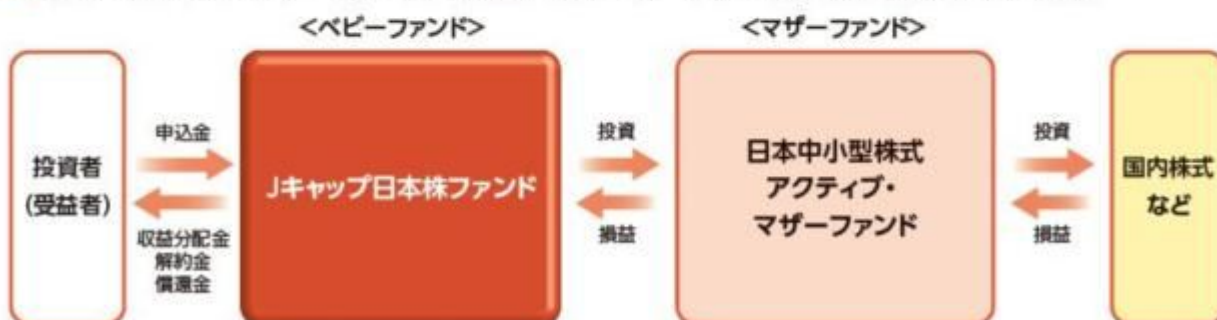 <ベビーファンド>
<マザーファンド>
投資者
(受益者)
申込金
収益分配金
解約金
償還金
Jキャップ日本株ファンド
投資
損益
日本中小型株式
アクティブ・
マザーファンド
投資
損益
国内株式
など